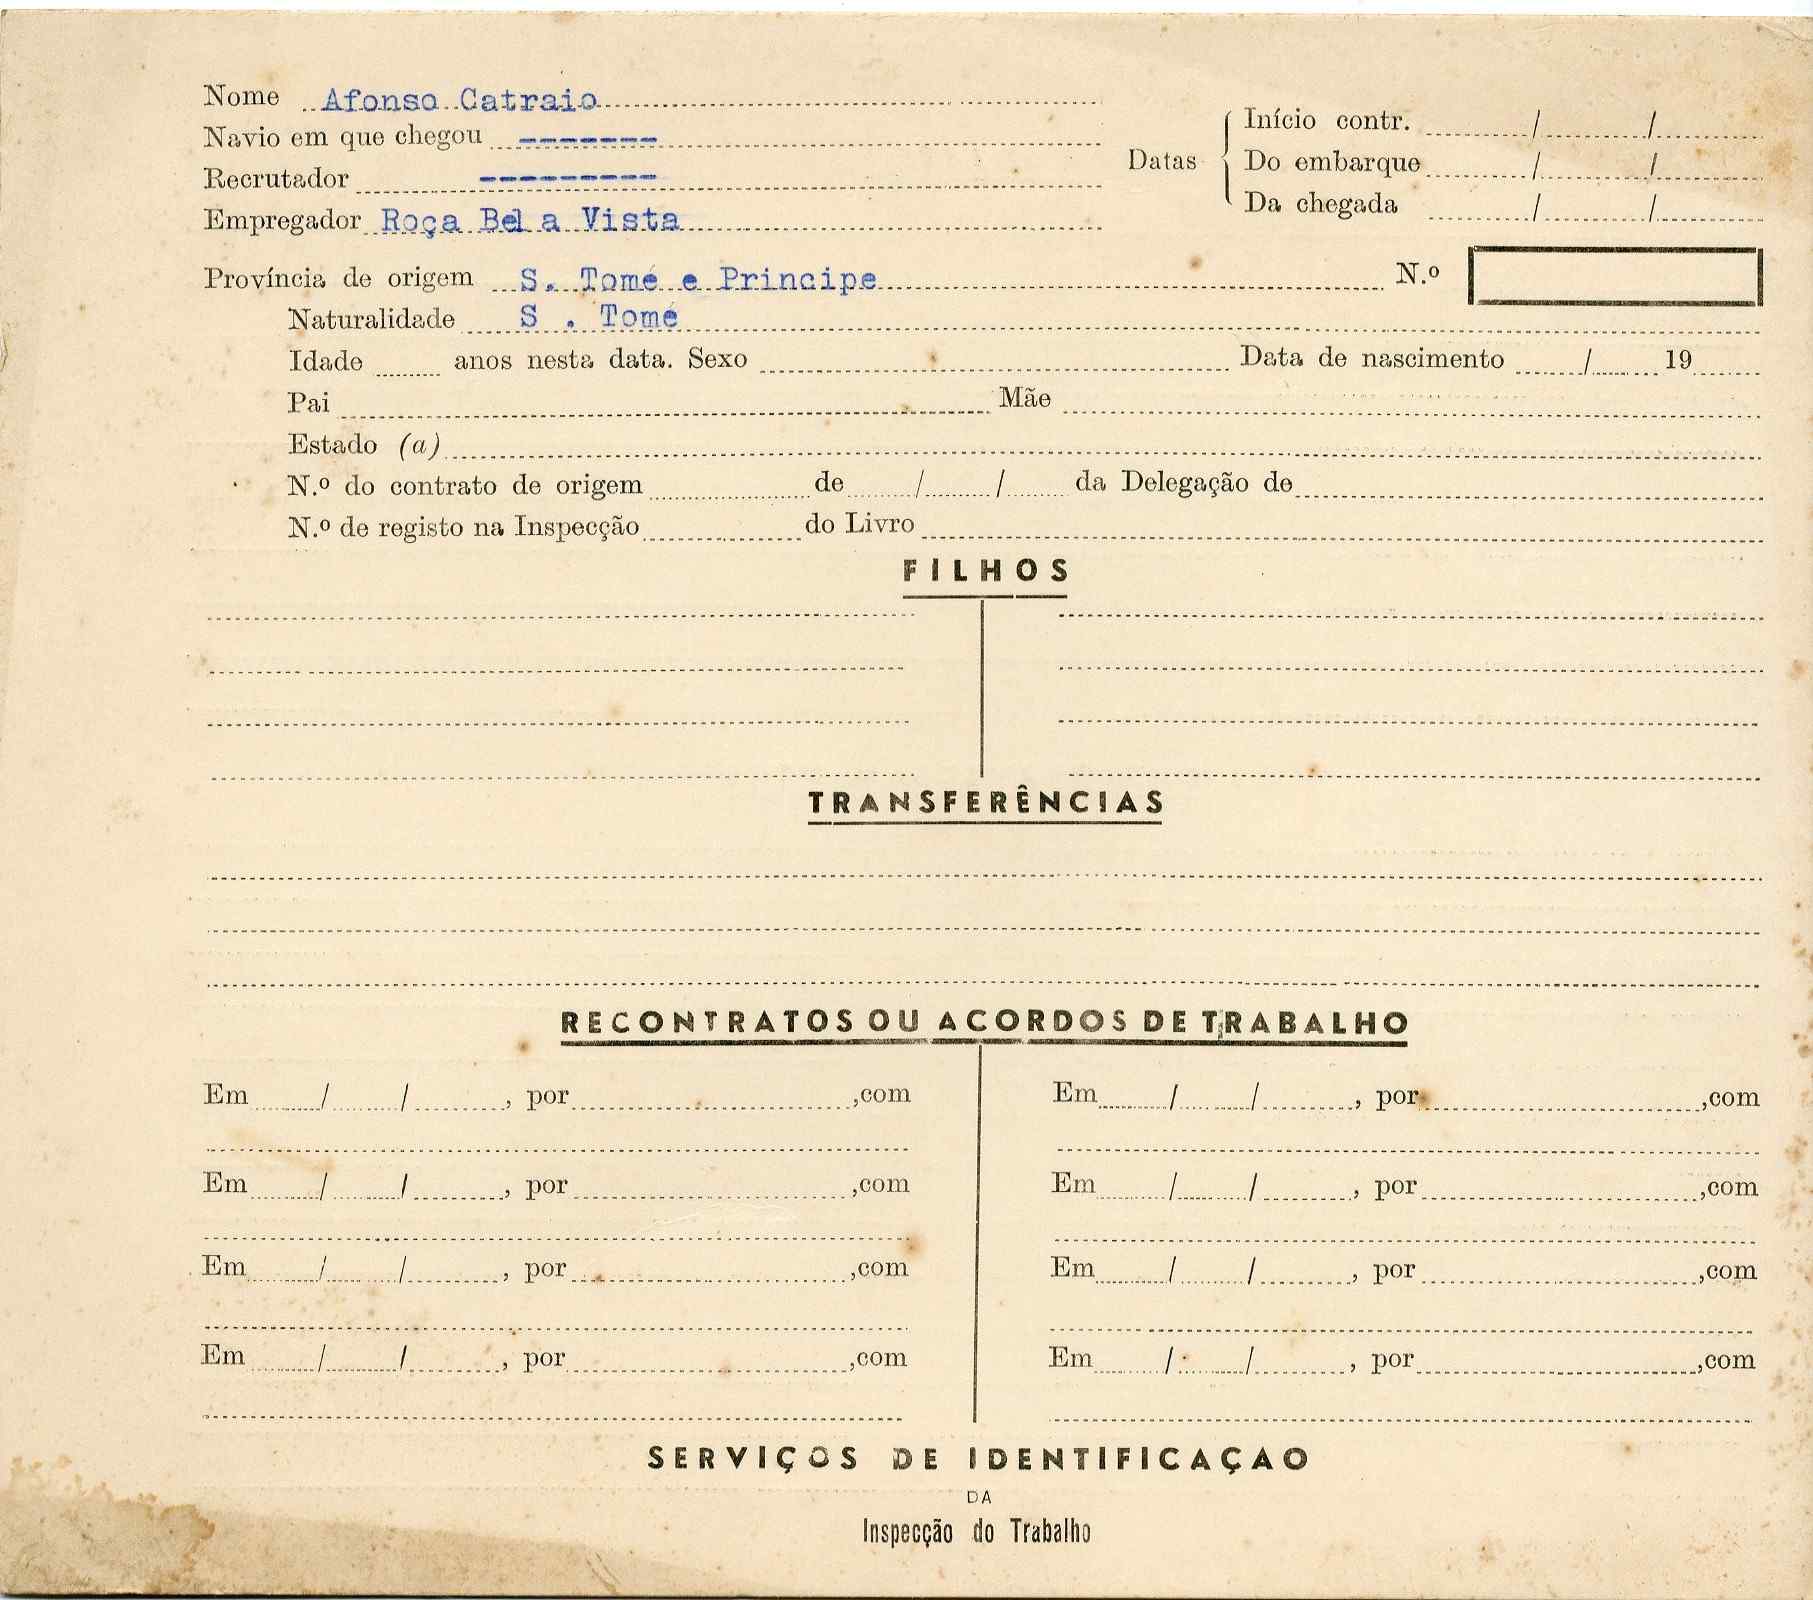 Nome Afonso Catraio
Navio em que chegou -------
Recrutador ---------
Empregador Roça Bela Vista
Datas
Início contr. / /
Do embarque / /
Da chegada / /
Província de origem S. Tomé e Principe N.º
Naturalidade S . Tomé
Idade anos nesta data. Sexo Data de nascimento / 19
Pai Mãe
Estado (a)
N.º do contrato de origem de / / da Delegação de
N.º de registo na Inspecção do Livro
FILHOS
TRANSFERÊNCIAS
RECONTRATOS OU ACORDOS DE TRABALHO
Em / / , por ,com Em / / , por ,com
Em / / , por ,com Em / / , por ,com
Em / / , por ,com Em / / , por ,com
Em / / , por ,com Em / / , por ,com
SERVIÇOS DE IDENTIFICAÇAO
DA
Inspecção do Trabalho